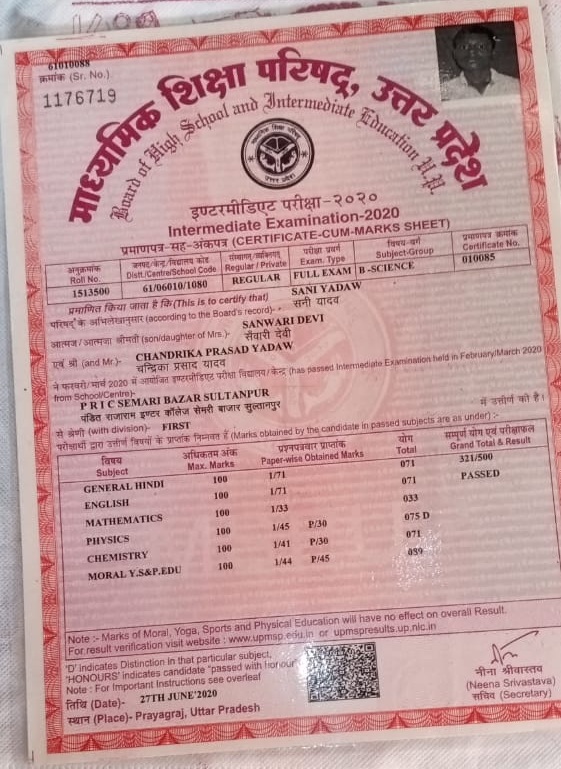 61010088
क्रमांक (Sr. No.)
1176719
माध्यमिक शिक्षा परिषद्, उत्तर प्रदेश
Board of High School and Intermediate Education U.P.
इण्टरमीडिएट परीक्षा-२०२०
Intermediate Examination-2020
प्रमाणपत्र-सह-अंकपत्र (CERTIFICATE-CUM-MARKS SHEET)
अनुक्रमांक जनपद/केन्द्र/विद्यालय कोड संस्थागत/व्यक्तिगत परीक्षा प्रवर्ग विषय-वर्ग प्रमाणपत्र क्रमांक
Roll No. Distt./Centre/School Code Regular / Private Exam. Type Subject-Group Certificate No.
1513500 61/06010/1080 REGULAR FULL EXAM B -SCIENCE 010085
प्रमाणित किया जाता है कि (This is to certify that) SANI YADAW
परिषद् के अभिलेखानुसार (according to the Board's record) - सनी यादव
आत्मज / आत्मजा श्रीमती (son/daughter of Mrs.)- SANWARI DEVI
सँवारी देवी
एवं श्री (and Mr.)- CHANDRIKA PRASAD YADAW
चन्द्रिका प्रसाद यादव
ने फरवरी/ मार्च 2020 में आयोजित इण्टरमीडिएट परीक्षा विद्यालय/ केन्द्र (has passed Intermediate Examination held in February/March 2020
from School/Centre)-
P R I C SEMARI BAZAR SULTANPUR
पंडित राजाराम इण्टर कॉलेज सेमरी बाजार सुल्तानपुर
से श्रेणी (with division)- FIRST में उत्तीर्ण की है।
परीक्षार्थी द्वारा उत्तीर्ण विषयों के प्राप्तांक निम्नवत हैं (Marks obtained by the candidate in passed subjects are as under) :-
विषय अधिकतम अंक प्रश्नपत्रवार प्राप्तांक योग सम्पूर्ण योग एवं परीक्षाफल
Subject Max. Marks Paper-wise Obtained Marks Total Grand Total & Result
GENERAL HINDI 100 1/71 071 321/500
ENGLISH 100 1/71 071 PASSED
MATHEMATICS 100 1/33 033
PHYSICS 100 1/45 P/30 075 D
CHEMISTRY 100 1/41 P/30 071
MORAL Y.S&P.EDU 100 1/44 P/45 089
Note :- Marks of Moral, Yoga, Sports and Physical Education will have no effect on overall Result.
For result verification visit website : www.upmsp.edu.in or upmspresults.up.nic.in
'D' indicates Distinction in that particular subject.
'HONOURS' indicates candidate "passed with honour"
Note : For Important Instructions see overleaf
तिथि (Date)- 27TH JUNE'2020
स्थान (Place)- Prayagraj, Uttar Pradesh
नीना श्रीवास्तव
(Neena Srivastava)
सचिव (Secretary)